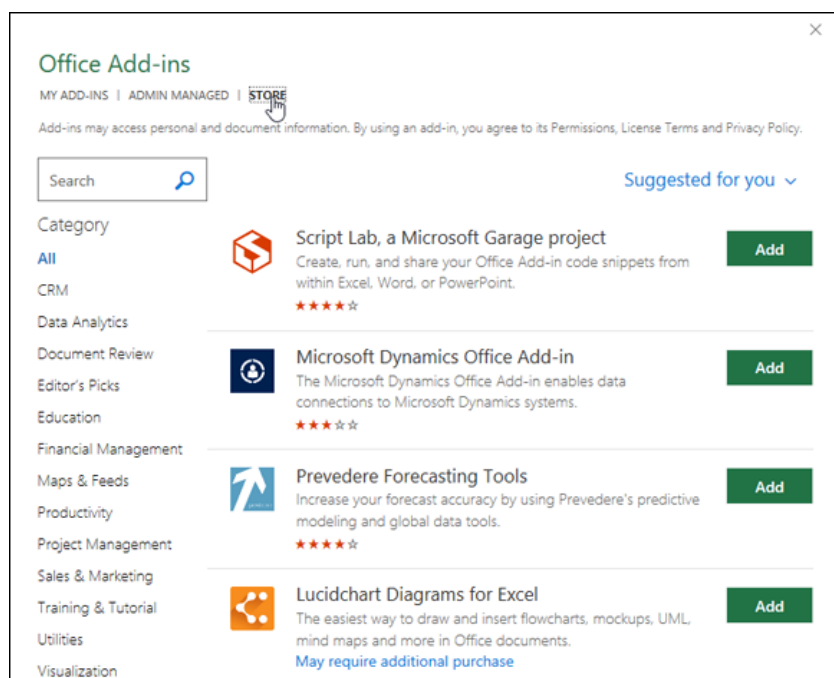 Office Add-ins
MY ADD-INS | ADMIN MANAGED | STORE
Add-ins may access personal and document information. By using an add-in, you agree to its Permissions, License Terms and Privacy Policy.
Search
Suggested for you
Category
All
CRM
Data Analytics
Document Review
Editor's Picks
Education
Financial Management
Maps & Feeds
Productivity
Project Management
Sales & Marketing
Training & Tutorial
Utilities
Visualization
Script Lab, a Microsoft Garage project
Create, run, and share your Office Add-in code snippets from
within Excel, Word, or PowerPoint.
Add
Microsoft Dynamics Office Add-in
The Microsoft Dynamics Office Add-in enables data
connections to Microsoft Dynamics systems.
Add
Prevedere Forecasting Tools
Increase your forecast accuracy by using Prevedere's predictive
modeling and global data tools.
Add
Lucidchart Diagrams for Excel
The easiest way to draw and insert flowcharts, mockups, UML,
mind maps and more in Office documents.
May require additional purchase
Add